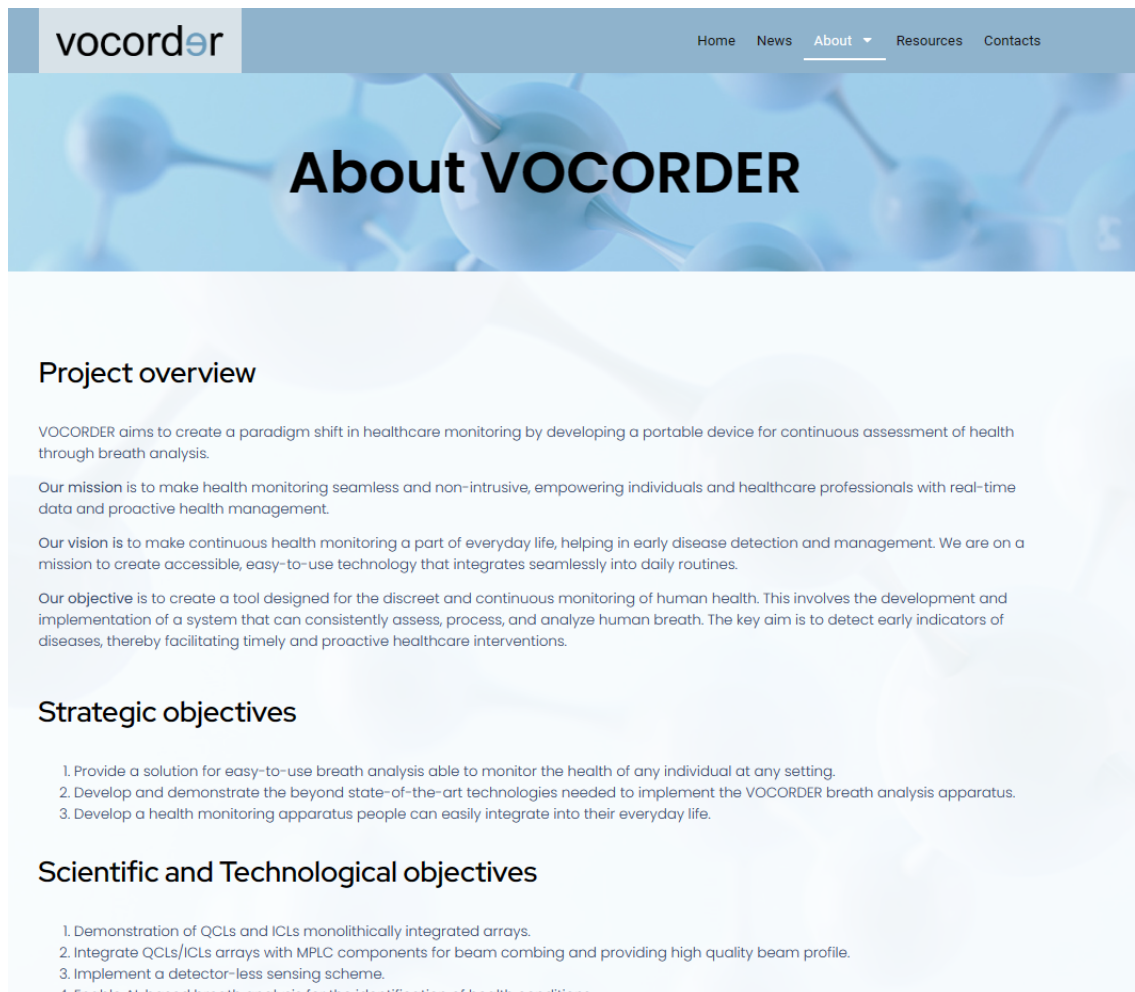 vocorder
Home News About Resources Contacts
About VOCORDER
Project overview
VOCORDER aims to create a paradigm shift in healthcare monitoring by developing a portable device for continuous assessment of health
through breath analysis.
Our mission is to make health monitoring seamless and non-intrusive, empowering individuals and healthcare professionals with real-time
data and proactive health management.
Our vision is to make continuous health monitoring a part of everyday life, helping in early disease detection and management. We are on a
mission to create accessible, easy-to-use technology that integrates seamlessly into daily routines.
Our objective is to create a tool designed for the discreet and continuous monitoring of human health. This involves the development and
implementation of a system that can consistently assess, process, and analyze human breath. The key aim is to detect early indicators of
diseases, thereby facilitating timely and proactive healthcare interventions.
Strategic objectives
1. Provide a solution for easy-to-use breath analysis able to monitor the health of any individual at any setting.
2. Develop and demonstrate the beyond state-of-the-art technologies needed to implement the VOCORDER breath analysis apparatus.
3. Develop a health monitoring apparatus people can easily integrate into their everyday life.
Scientific and Technological objectives
1. Demonstration of QCLs and ICLs monolithically integrated arrays.
2. Integrate QCLs/ICLs arrays with MPLC components for beam combing and providing high quality beam profile.
3. Implement a detector-less sensing scheme.